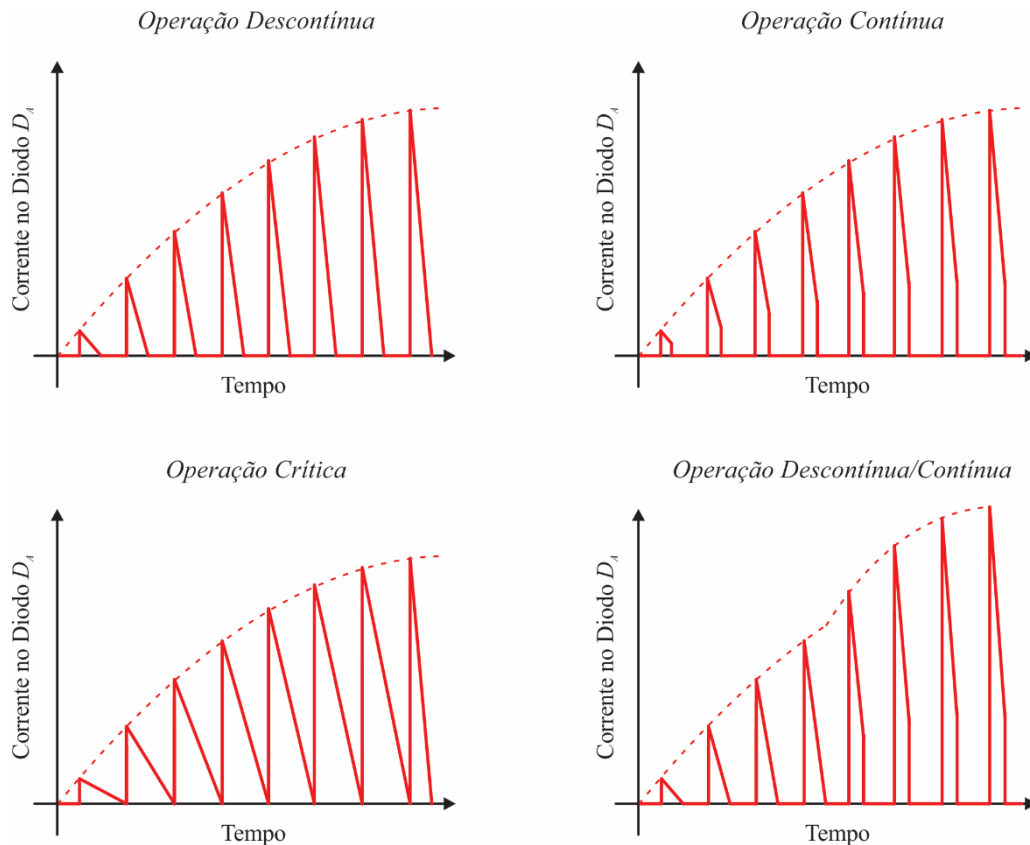 Operação Descontínua
Corrente no Diodo D_A
Tempo
Operação Contínua
Corrente no Diodo D_A
Tempo
Operação Crítica
Corrente no Diodo D_A
Tempo
Operação Descontínua/Contínua
Corrente no Diodo D_A
Tempo